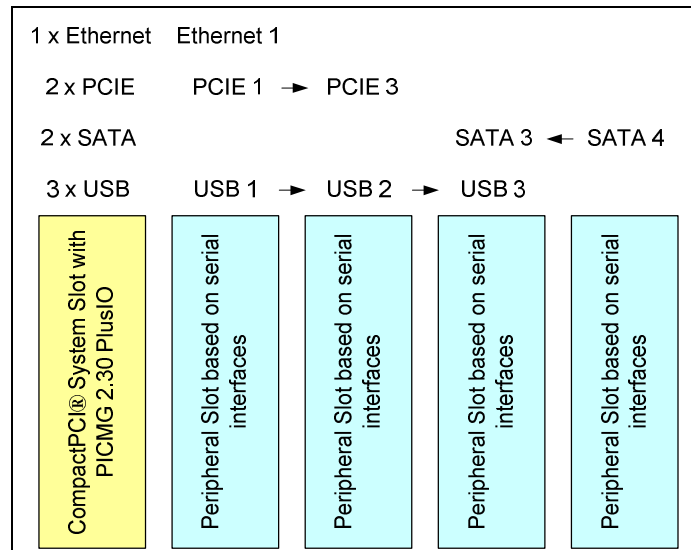 1 x Ethernet Ethernet 1
2 x PCIE PCIE 1 → PCIE 3
2 x SATA SATA 3 ← SATA 4
3 x USB USB 1 → USB 2 → USB 3
CompactPCI® System Slot with
PICMG 2.30 PlusIO
Peripheral Slot based on serial
interfaces
Peripheral Slot based on serial
interfaces
Peripheral Slot based on serial
interfaces
Peripheral Slot based on serial
interfaces